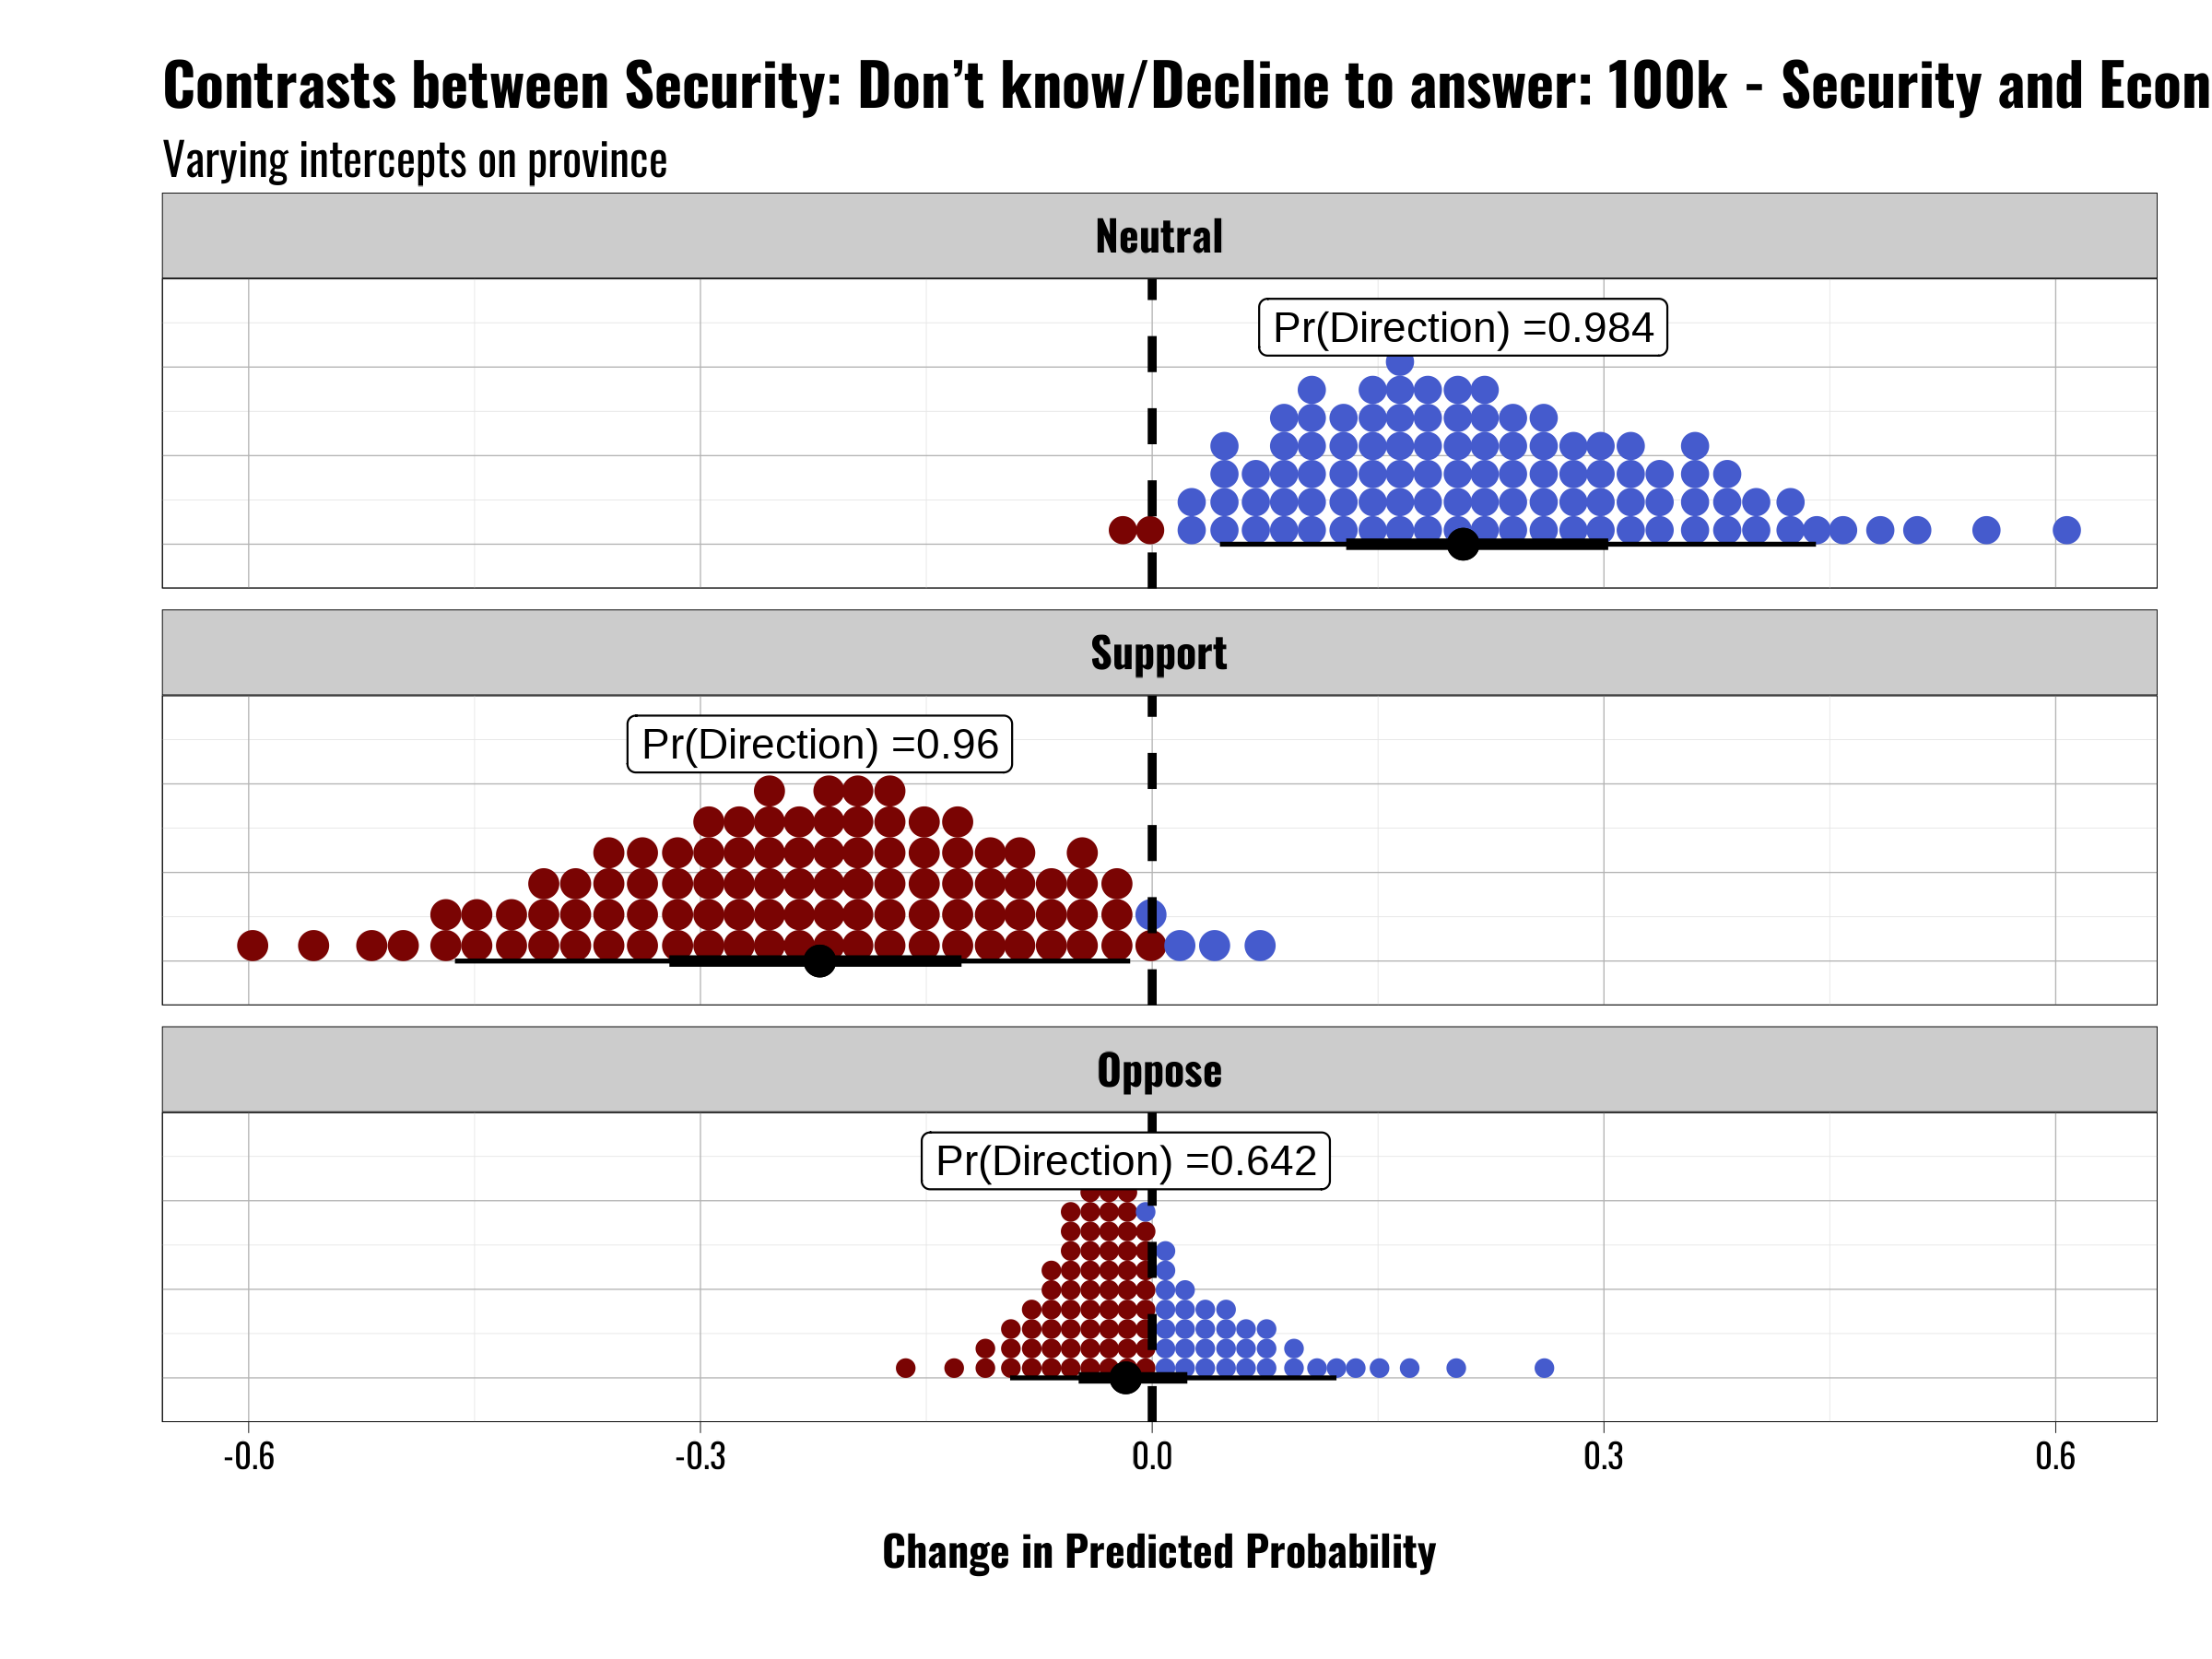 Contrasts between Security: Don’t know/Decline to answer: 100k - Security and Econ
Varying intercepts on province
Neutral
Pr(Direction) =0.984
Support
Pr(Direction) =0.96
Oppose
Pr(Direction) =0.642
-0.6 -0.3 0.0 0.3 0.6
Change in Predicted Probability